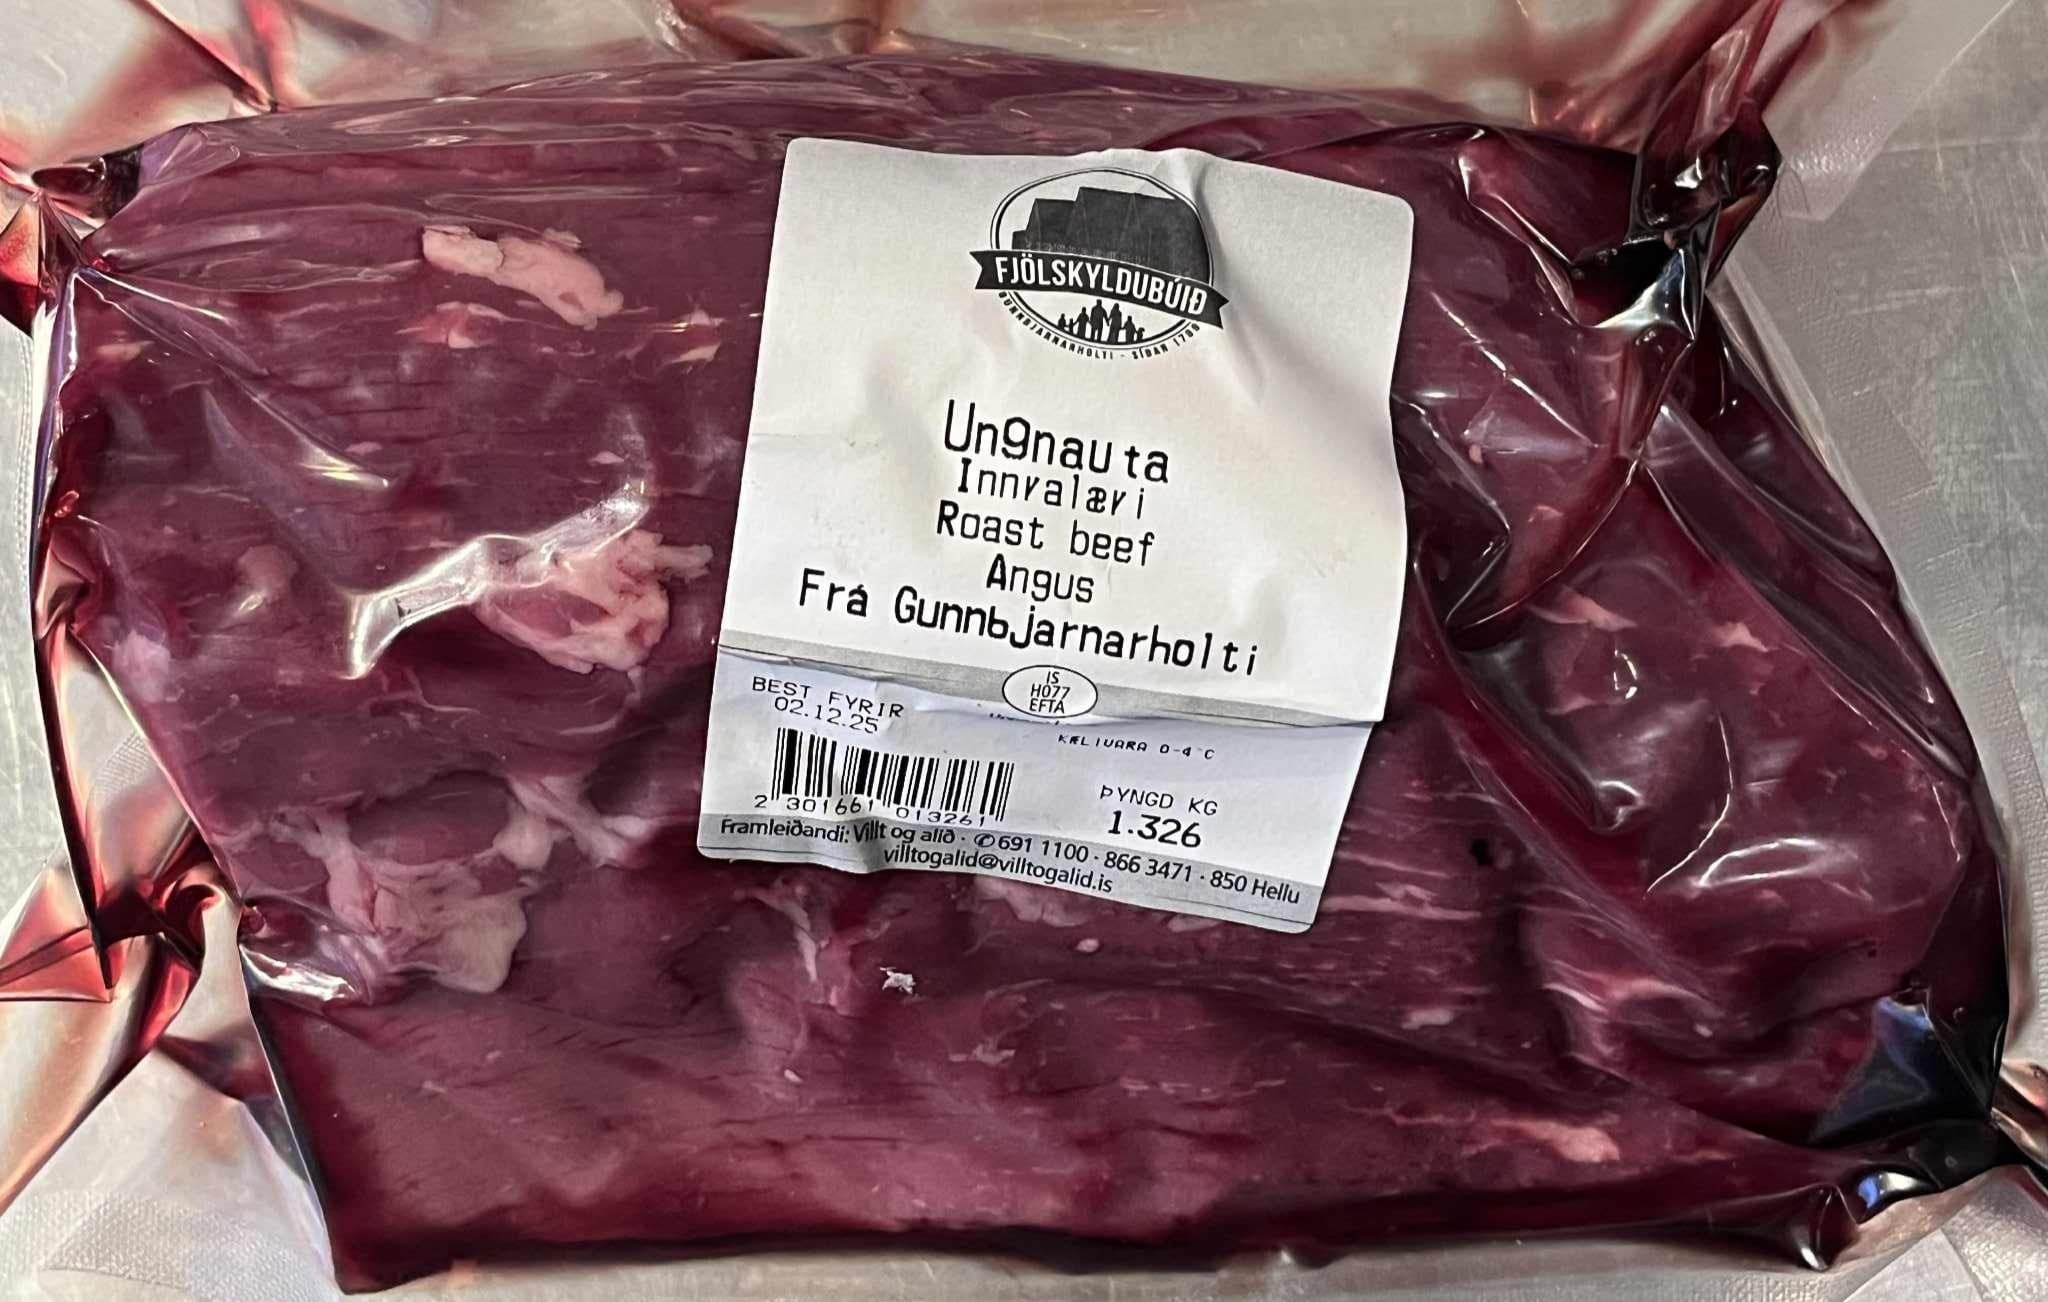 FJÖLSKYLDUBÚIÐ
GUNNBJARNARHOLTI - SÍÐAN 1700
Ungnauta
Innralæri
Roast beef
Angus
Frá Gunnbjarnarholti
IS
H077
EFTA
BEST FYRIR
02.12.25
KÆLIVARA 0-4°C
2 301661 013261
ÞYNGD KG
1.326
Framleiðandi: Villt og alið · ✆ 691 1100 · 866 3471 · 850 Hellu
villtogalid@villtogalid.is